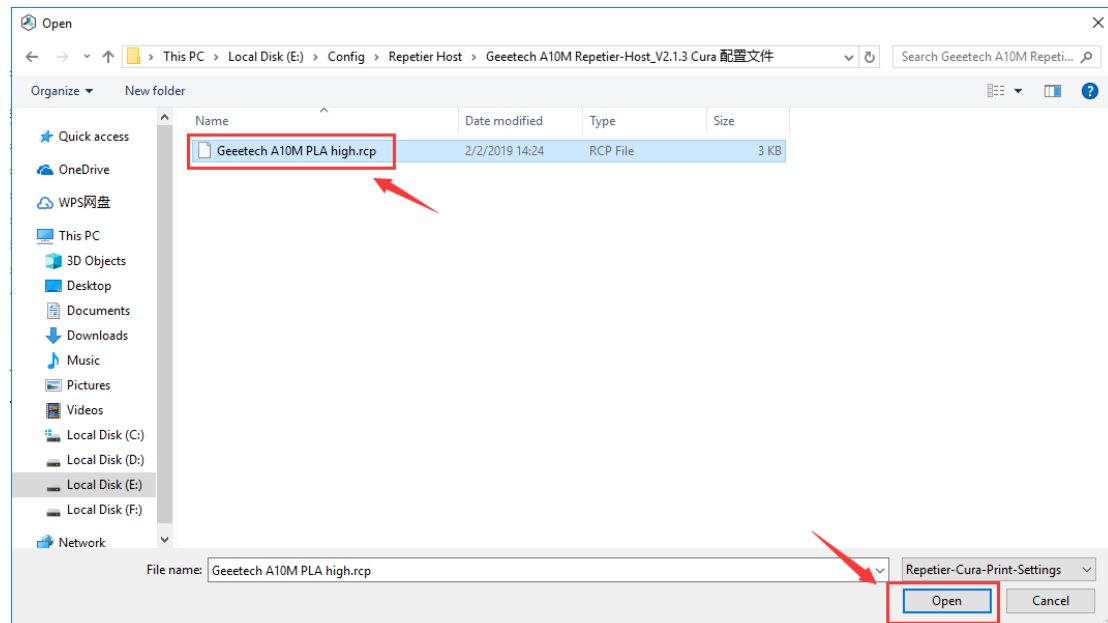 Open
This PC > Local Disk (E:) > Config > Repetier Host > Geeetech A10M Repetier-Host_V2.1.3 Cura 配置文件
Search Geeetech A10M Repeti...
Organize
New folder
Name
Date modified
Type
Size
Geeetech A10M PLA high.rcp
2/2/2019 14:24
RCP File
3 KB
Quick access
OneDrive
WPS网盘
This PC
3D Objects
Desktop
Documents
Downloads
Music
Pictures
Videos
Local Disk (C:)
Local Disk (D:)
Local Disk (E:)
Local Disk (F:)
Network
File name:
Geeetech A10M PLA high.rcp
Repetier-Cura-Print-Settings
Open
Cancel